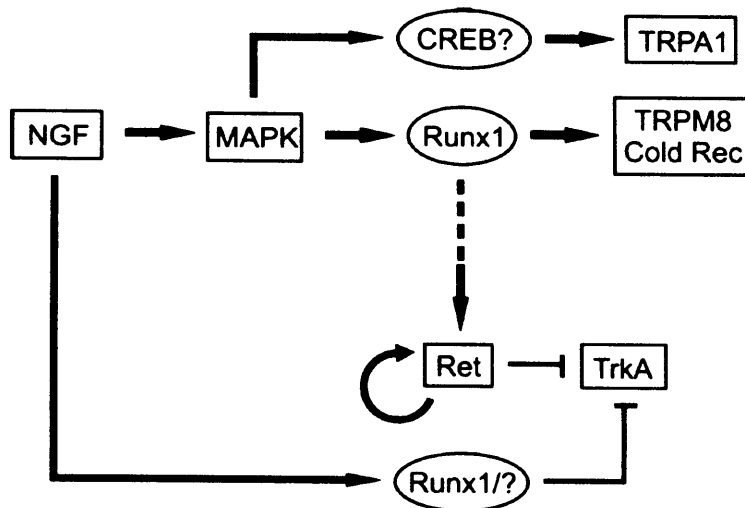 CREB?
TRPA1
NGF
MAPK
Runx1
TRPM8
Cold Rec
Ret
TrkA
Runx1/?